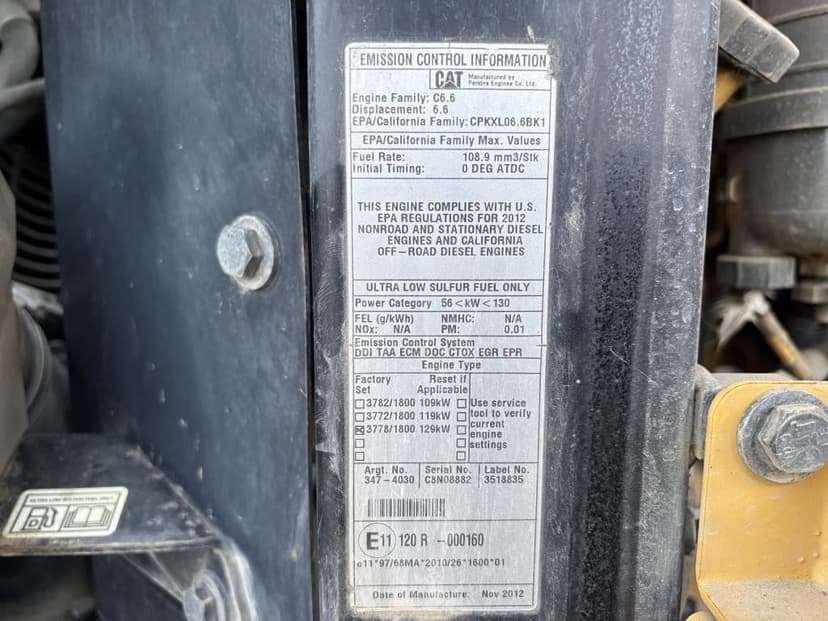 EMISSION CONTROL INFORMATION
CAT Manufactured by
Perkins Engines Co. Ltd.
Engine Family: C6.6
Displacement: 6.6
EPA/California Family: CPKXL06.6BK1
EPA/California Family Max. Values
Fuel Rate: 108.9 mm3/Stk
Initial Timing: 0 DEG ATDC
THIS ENGINE COMPLIES WITH U.S.
EPA REGULATIONS FOR 2012
NONROAD AND STATIONARY DIESEL
ENGINES AND CALIFORNIA
OFF-ROAD DIESEL ENGINES
ULTRA LOW SULFUR FUEL ONLY
Power Category 56<kW<130
FEL (g/kWh) NMHC: N/A
NOx: N/A PM: 0.01
Emission Control System
DDI TAA ECM DOC CTOX EGR EPR
Engine Type
Factory Reset if
Set Applicable
3782/1800 109kW Use service
3772/1800 119kW tool to verify
current
3778/1800 129kW engine
settings
Argt. No. Serial No. Label No.
347-4030 C8N08882 3518835
E11 120 R -000160
e11*97/68MA*2010/26*1600*01
Date of Manufacture: Nov 2012
ULTRA LOW SULFUR FUEL ONLY